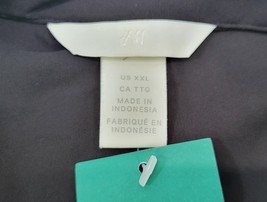 US XXL
CA TTG
MADE IN
INDONESIA
FABRIQUÉ EN
INDONÉSIE